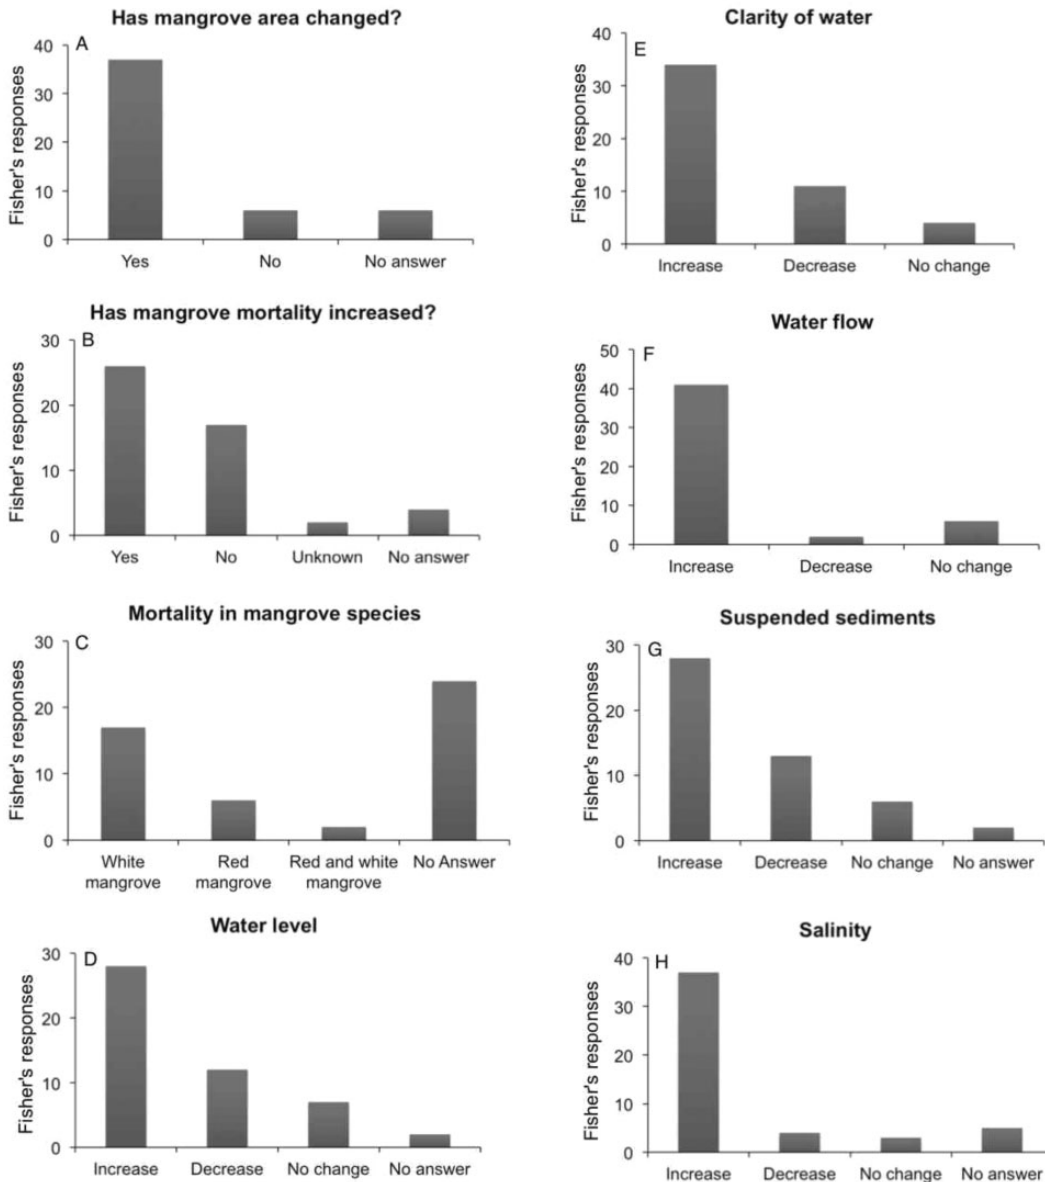 Has mangrove area changed?
A
40
30
20
10
0
Fisher's responses
Yes No No answer
Has mangrove mortality increased?
B
30
20
10
0
Fisher's responses
Yes No Unknown No answer
Mortality in mangrove species
C
30
20
10
0
Fisher's responses
White Red Red and white No Answer
mangrove mangrove mangrove
Water level
D
30
20
10
0
Fisher's responses
Increase Decrease No change No answer
Clarity of water
E
40
30
20
10
0
Fisher's responses
Increase Decrease No change
Water flow
F
50
40
30
20
10
0
Fisher's responses
Increase Decrease No change
Suspended sediments
G
30
20
10
0
Fisher's responses
Increase Decrease No change No answer
Salinity
H
40
30
20
10
0
Fisher's responses
Increase Decrease No change No answer